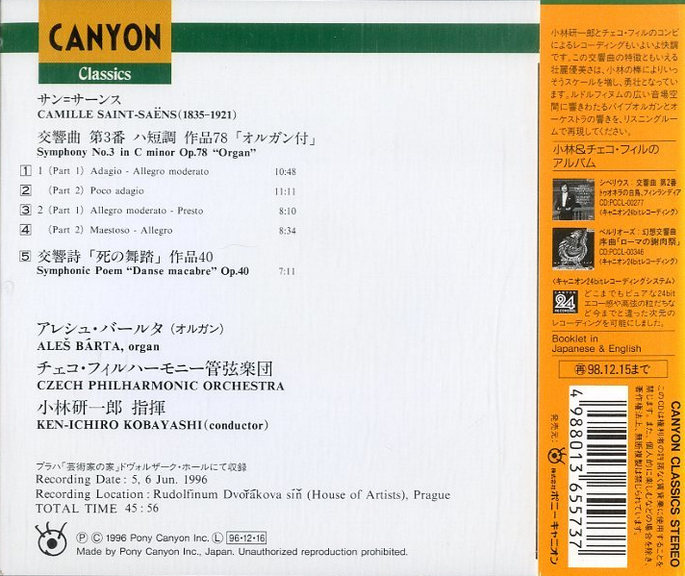 CANYON
Classics
サン=サーンス
CAMILLE SAINT-SAËNS(1835-1921)
交響曲 第3番 ハ短調 作品78「オルガン付」
Symphony No.3 in C minor Op.78 “Organ”
1 1 (Part 1) Adagio - Allegro moderato 10:48
2 (Part 2) Poco adagio 11:11
3 2 (Part 1) Allegro moderato - Presto 8:10
4 (Part 2) Maestoso - Allegro 8:34
5 交響詩「死の舞踏」作品40
Symphonic Poem “Danse macabre” Op.40 7:11
アレシュ・バールタ(オルガン)
ALEŠ BÁRTA, organ
チェコ・フィルハーモニー管弦楽団
CZECH PHILHARMONIC ORCHESTRA
小林研一郎 指揮
KEN-ICHIRO KOBAYASHI(conductor)
プラハ「芸術家の家」ドヴォルザーク・ホールにて収録
Recording Date : 5, 6 Jun. 1996
Recording Location : Rudolfinum Dvořákova síň (House of Artists), Prague
TOTAL TIME 45 : 56
Ⓟ Ⓒ 1996 Pony Canyon Inc. Ⓛ 96・12・16
Made by Pony Canyon Inc., Japan. Unauthorized reproduction prohibited.
小林研一郎とチェコ・フィルのコンビ
によるレコーディングもいよいよ快調
です。この交響曲の特徴ともいえる
壮麗優美さは、小林の棒によりいっ
そうスケールを増し、勇壮となってい
ます。ルドルフィヌムの広い音場空
間に響きわたるパイプオルガンとオ
ーケストラの響きを、リスニングルー
ムで再現してください。
小林&チェコ・フィルの
アルバム
シベリウス:交響曲 第2番
トゥオネラの白鳥、フィンランディア
CD:PCCL-00277
(キャニオン24bitレコーディング)
ベルリオーズ:幻想交響曲
序曲「ローマの謝肉祭」
CD:PCCL-00346
(キャニオン24bitレコーディング)
〈キャニオン24bitレコーディングシステム〉
CANYON
24
RECORDING
どこまでもピュアな24bit
エコー感や高弦の粒だちな
ど今までと違った次元の
レコーディングを可能にしました。
Booklet in
Japanese & English
再98.12.15まで
CANYON CLASSICS STEREO
このCDは権利者の許諾なく賃貸業に使用することを
禁じます。また、個人的に楽しむなどの場合を除き、
著作権法上、無断複製は禁じられています。
4988013655737
発売元:
株式会社ポニーキャニオン